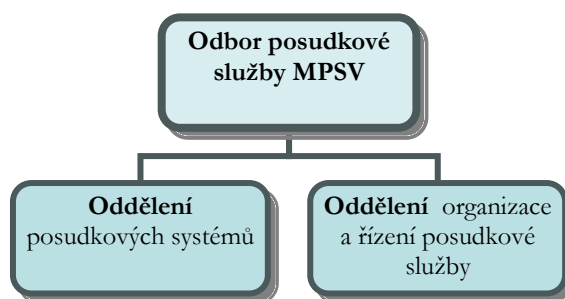 Odbor posudkové
služby MPSV
Oddělení
posudkových systémů
Oddělení organizace
a řízení posudkové
služby